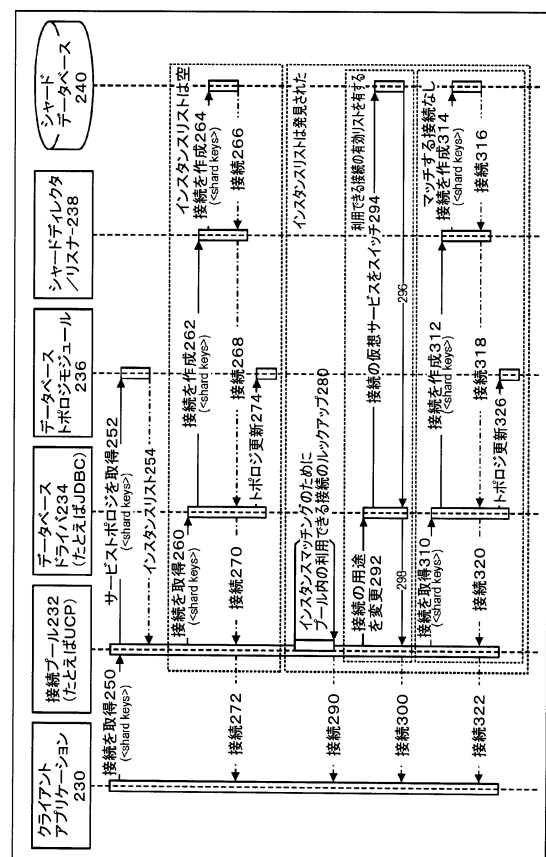 クライアント
アプリケーション
230
接続プール232
(たとえばUCP)
データベース
ドライバ234
(たとえばJDBC)
データベース
トポロジモジュール
236
シャードディレクタ
/リスナ-238
シャード
データベース
240
接続を取得250
(<shard keys>)
サービストポロジを取得252
(<shard keys>)
インスタンスリスト254
インスタンスリストは空
接続を取得260
(<shard keys>)
接続を作成262
(<shard keys>)
接続を作成264
(<shard keys>)
接続266
接続268
接続270
接続272
トポロジ更新274
インスタンスリストは発見された
インスタンスマッチングのために
プール内の利用できる接続のルックアップ280
接続290
利用できる接続の有効リストを有する
接続の用途
を変更292
接続の仮想サービスをスイッチ294
296
298
接続300
マッチする接続なし
接続を取得310
(<shard keys>)
接続を作成312
(<shard keys>)
接続を作成314
(<shard keys>)
接続316
接続318
接続320
接続322
トポロジ更新326